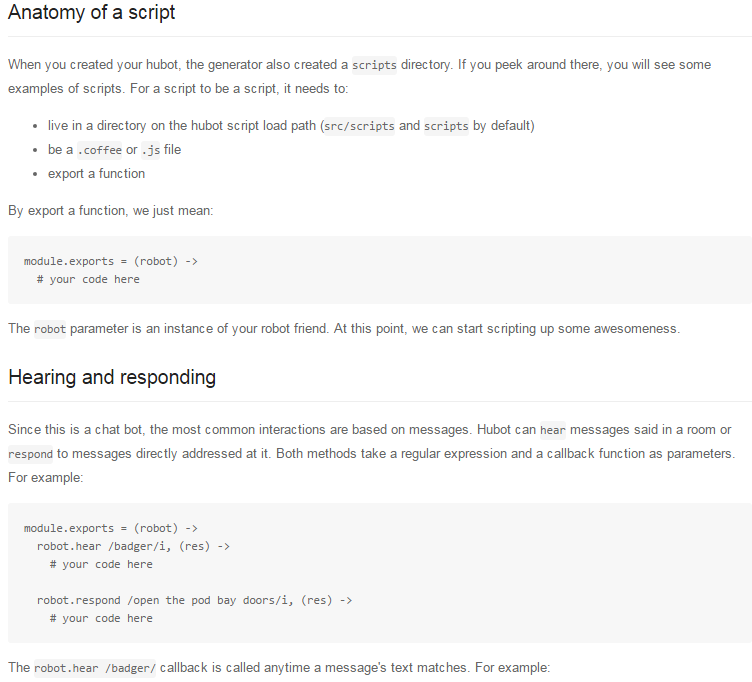 Anatomy of a script
When you created your hubot, the generator also created a scripts directory. If you peek around there, you will see some
examples of scripts. For a script to be a script, it needs to:
• live in a directory on the hubot script load path (src/scripts and scripts by default)
• be a .coffee or .js file
• export a function
By export a function, we just mean:
module.exports = (robot) ->
  # your code here
The robot parameter is an instance of your robot friend. At this point, we can start scripting up some awesomeness.
Hearing and responding
Since this is a chat bot, the most common interactions are based on messages. Hubot can hear messages said in a room or
respond to messages directly addressed at it. Both methods take a regular expression and a callback function as parameters.
For example:
module.exports = (robot) ->
  robot.hear /badger/i, (res) ->
    # your code here
  robot.respond /open the pod bay doors/i, (res) ->
    # your code here
The robot.hear /badger/ callback is called anytime a message's text matches. For example: